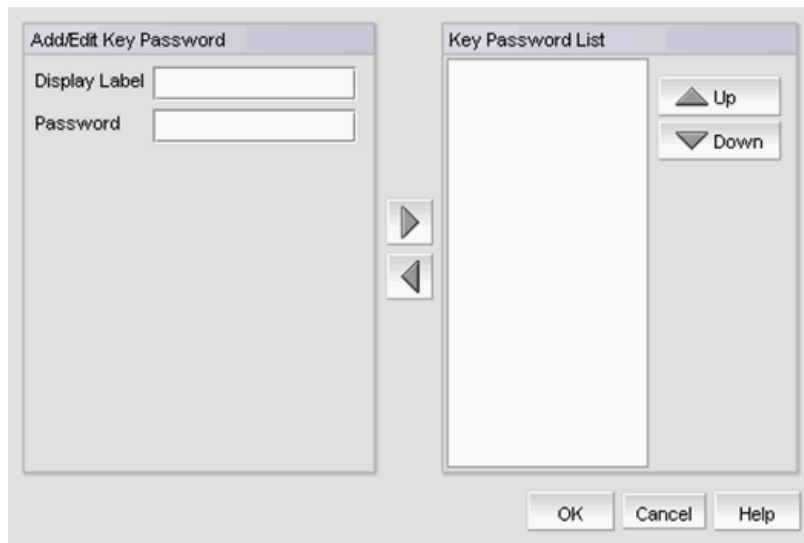 Add/Edit Key Password
Display Label
Password
Key Password List
Up
Down
OK
Cancel
Help